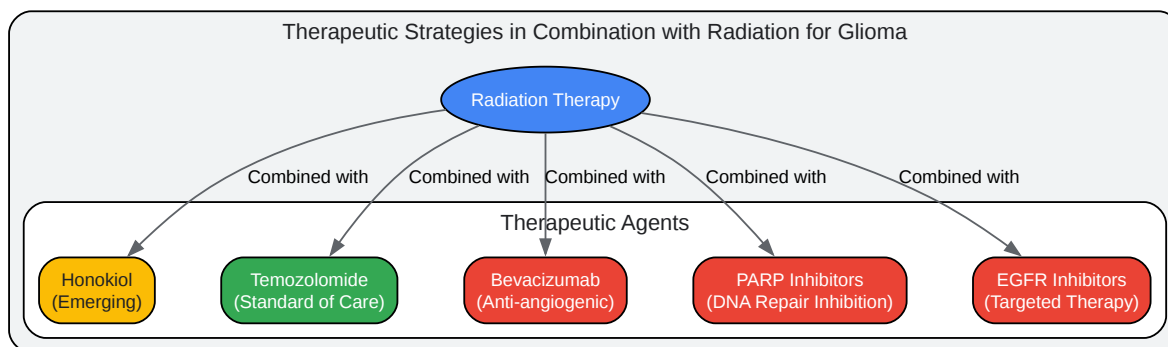 Therapeutic Strategies in Combination with Radiation for Glioma
Radiation Therapy
Combined with
Combined with
Combined with
Combined with
Combined with
Therapeutic Agents
Honokiol
(Emerging)
Temozolomide
(Standard of Care)
Bevacizumab
(Anti-angiogenic)
PARP Inhibitors
(DNA Repair Inhibition)
EGFR Inhibitors
(Targeted Therapy)